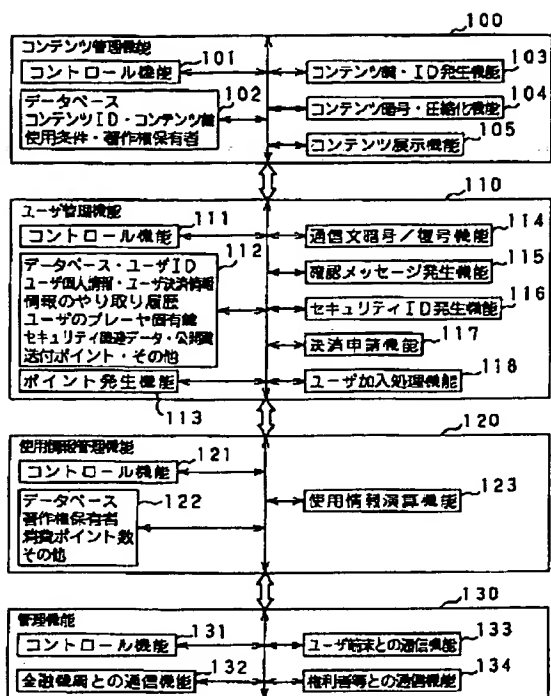 100
コンテンツ管理機能
101
コントロール機能
103
コンテンツ鍵・ID発生機能
102
データベース
コンテンツID・コンテンツ鍵
使用条件・著作権保有者
104
コンテンツ暗号・圧縮化機能
105
コンテンツ展示機能
110
ユーザ管理機能
111
コントロール機能
114
通信文暗号/復号機能
112
データベース・ユーザID
ユーザ個人情報・ユーザ決済情報
情報のやり取り履歴
ユーザのプレーヤ固有鍵
セキュリティ関連データ・公開鍵
送付ポイント・その他
115
確認メッセージ発生機能
116
セキュリティID発生機能
117
決済申請機能
ポイント発生機能
113
118
ユーザ加入処理機能
120
使用情報管理機能
121
コントロール機能
122
データベース
著作権保有者
消費ポイント数
その他
123
使用情報演算機能
130
管理機能
131
コントロール機能
133
ユーザ端末との通信機能
132
金融機関との通信機能
134
権利者等との通信機能